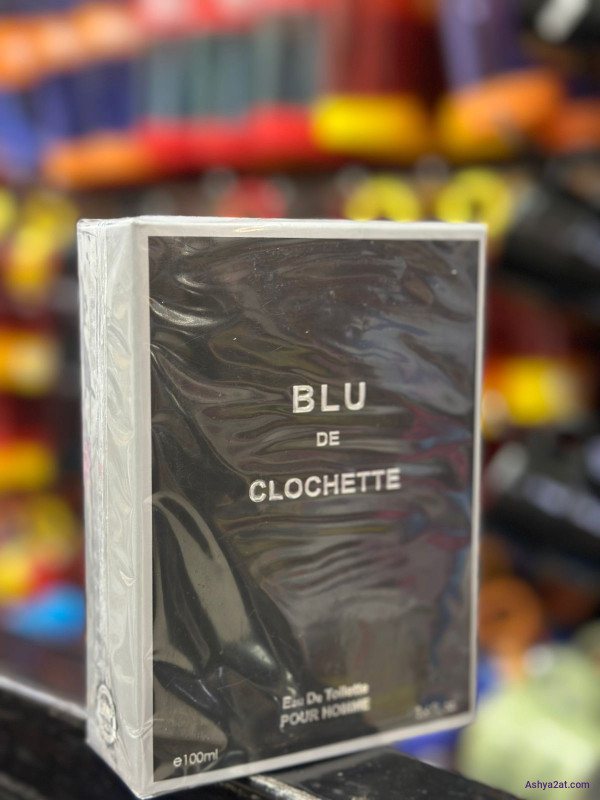 BLU
DE
CLOCHETTE
Eau De Toilette
POUR HOMME
e100ml
Ashya2at.com